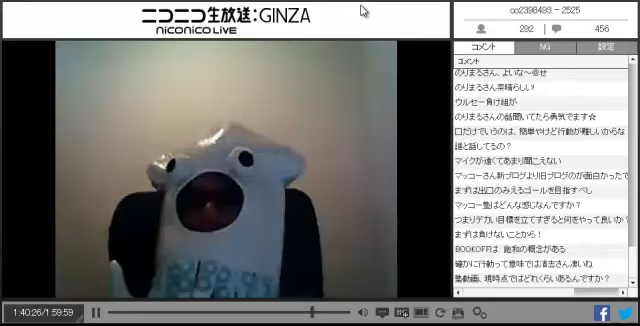 ニコニコ生放送:GINZA
niconico LIVE
co2398493 - 2525
292
456
コメント
NG
設定
コメント
のりまるさん、よいな~@せ
のりまるさん素晴らしい!
ウルセー負け組が
のりまるさんの話聞いてたら勇気でます☆
口だけでいうのは、簡単やけど行動が難しいからな
誰と話してるの?
マイクが遠くてあまり聞こえない
マッコーさん新ブログより旧ブログのが面白かったで
まずは出口のみえるゴールを目指すべし
マッコー塾はどんな感じなんですか?
つまりデカい目標を立てすぎると何をやって良いか
まずは負けないことから!
BOOKOFFは 飽和の概念がある
確かに行動って意味では清志さん凄いね
塾動画、現時点ではどれくらいあるんですか?
1:40:26/1:59:59